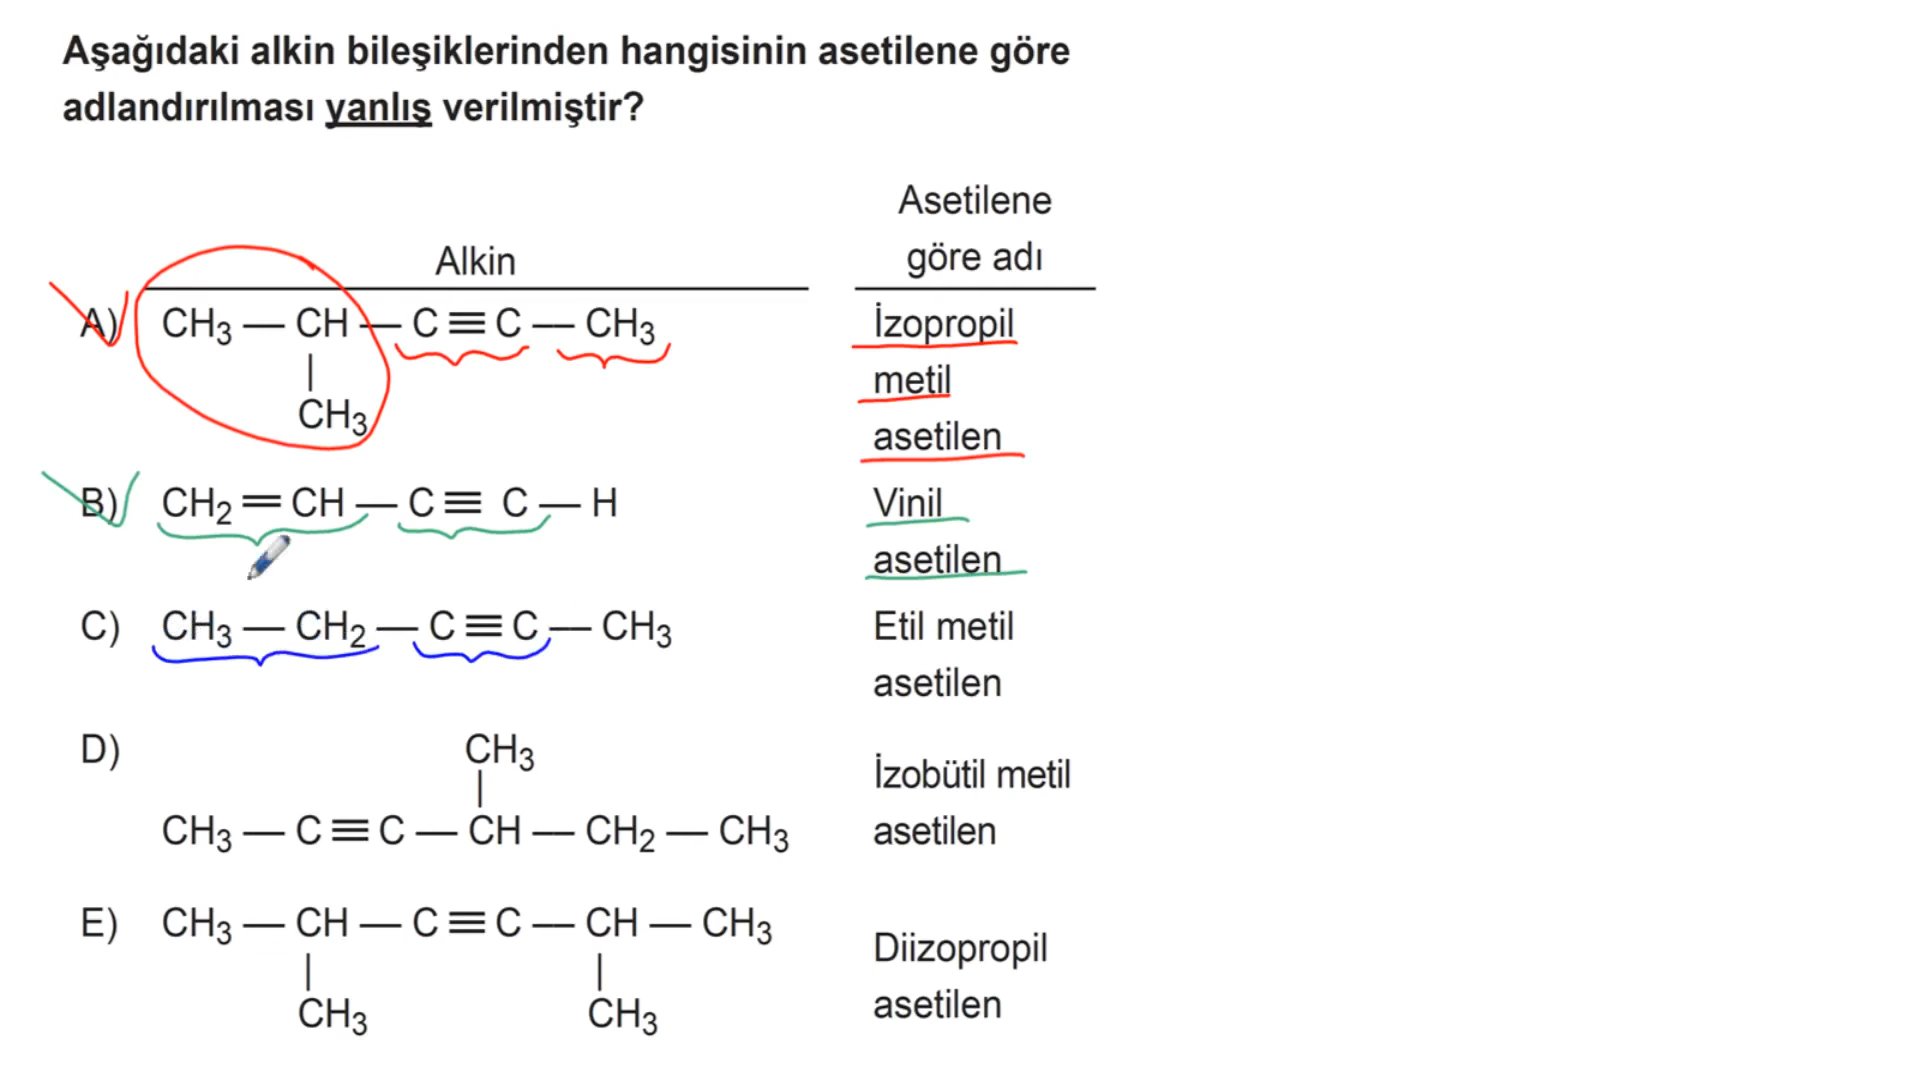 Aşağıdaki alkin bileşiklerinden hangisinin asetilene göre
adlandırılması yanlış verilmiştir?
Alkin
Asetilene
göre adı
A) CH₃ — CH — C ≡ C — CH₃
|
CH₃
İzopropil
metil
asetilen
B) CH₂ = CH — C ≡ C — H
Vinil
asetilen
C) CH₃ — CH₂ — C ≡ C — CH₃
Etil metil
asetilen
D)
CH₃
|
CH₃ — C ≡ C — CH — CH₂ — CH₃
İzobütil metil
asetilen
E) CH₃ — CH — C ≡ C — CH — CH₃
| |
CH₃ CH₃
Diizopropil
asetilen